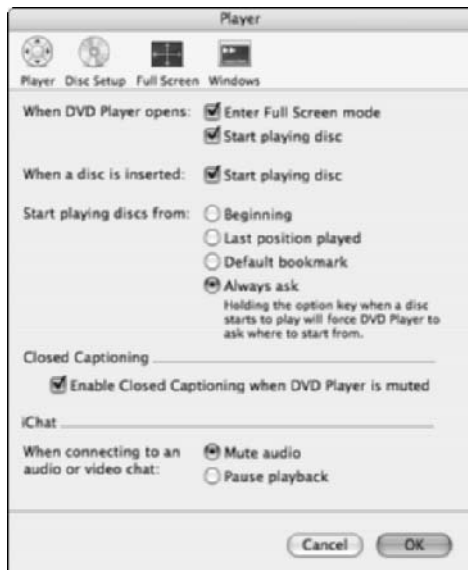 Player
Player Disc Setup Full Screen Windows
When DVD Player opens: Enter Full Screen mode
Start playing disc
When a disc is inserted: Start playing disc
Start playing discs from: Beginning
Last position played
Default bookmark
Always ask
Holding the option key when a disc
starts to play will force DVD Player to
ask where to start from.
Closed Captioning
Enable Closed Captioning when DVD Player is muted
iChat
When connecting to an
audio or video chat:
Mute audio
Pause playback
Cancel OK